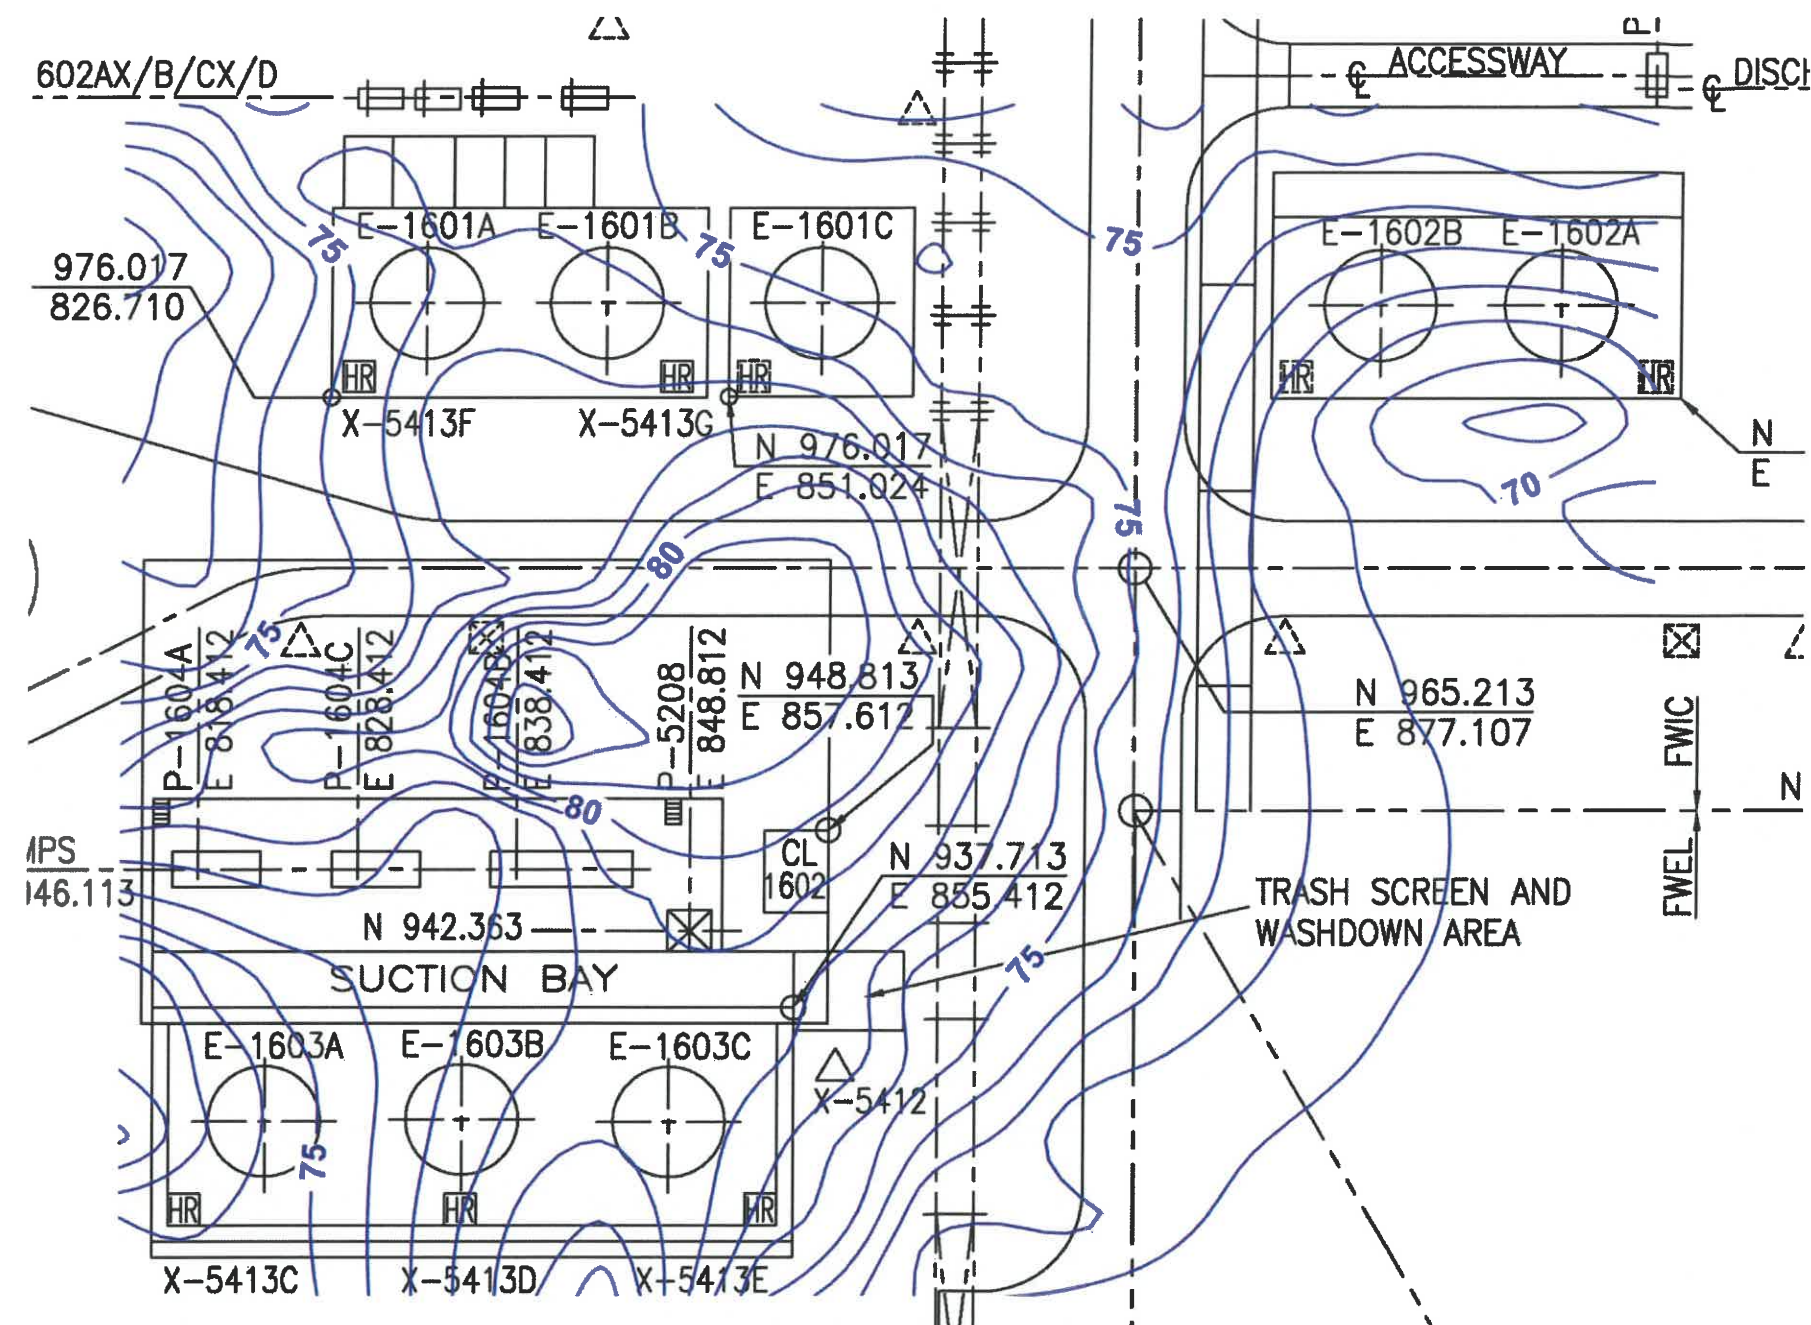 P
602AX/B/CX/D
℄ ACCESSWAY
℄ DISCH
E-1601A E-1601B E-1601C
E-1602B E-1602A
75 75 75
976.017
826.710
T T T T
HR HR HR HR HR
X-5413F X-5413G
N 976.017
E 851.024
N
E
70
75
80
75
P-1604A
E 818.412
P-1604C
E 828.412
P-1604B
E 838.412
P-5208
E 848.812
N 948.813
E 857.612
N 965.213
E 877.107
FWIC
FWEL
N
80
MPS
946.113
CL
1602
N 937.713
E 855.412
TRASH SCREEN AND
WASHDOWN AREA
N 942.363
75
SUCTION BAY
E-1603A E-1603B E-1603C
T T
X-5412
75
HR HR HR
X-5413C X-5413D X-5413E